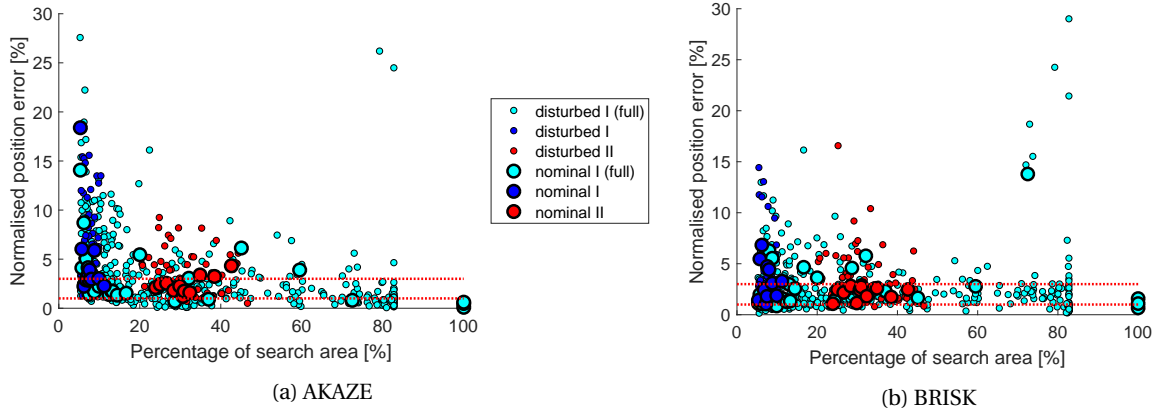 30
25
20
15
10
5
0
0
20
40
60
80
100
Normalised position error [%]
Percentage of search area [%]
(a) AKAZE
disturbed I (full)
disturbed I
disturbed II
nominal I (full)
nominal I
nominal II
30
25
20
15
10
5
0
0
20
40
60
80
100
Normalised position error [%]
Percentage of search area [%]
(b) BRISK